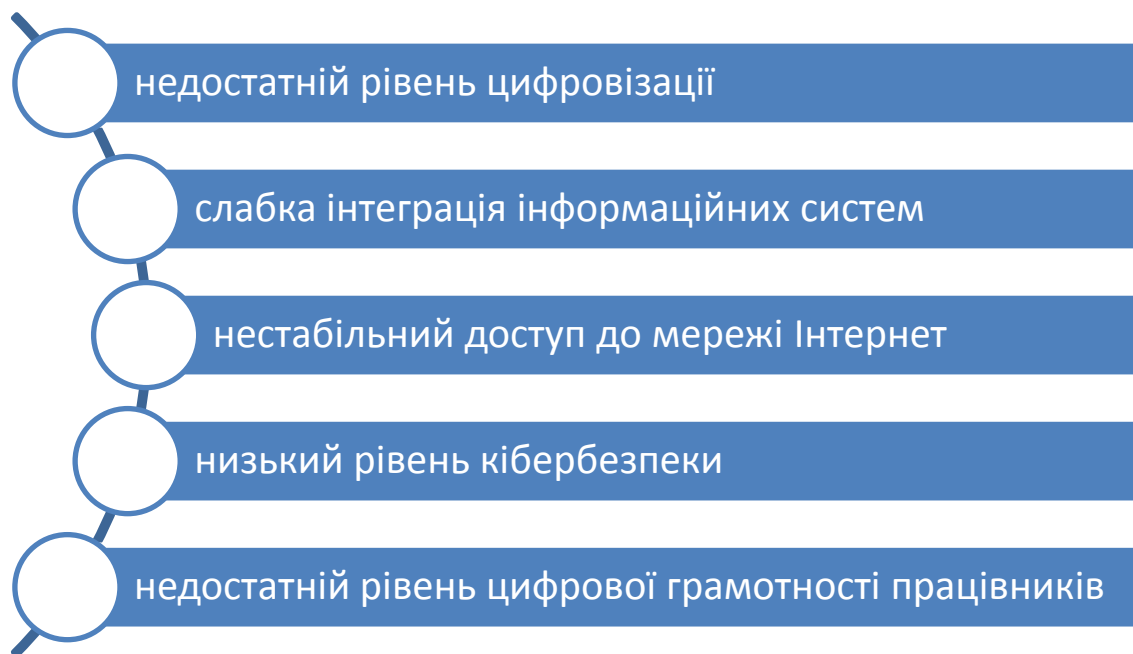 недостатній рівень цифровізації
слабка інтеграція інформаційних систем
нестабільний доступ до мережі Інтернет
низький рівень кібербезпеки
недостатній рівень цифрової грамотності працівників